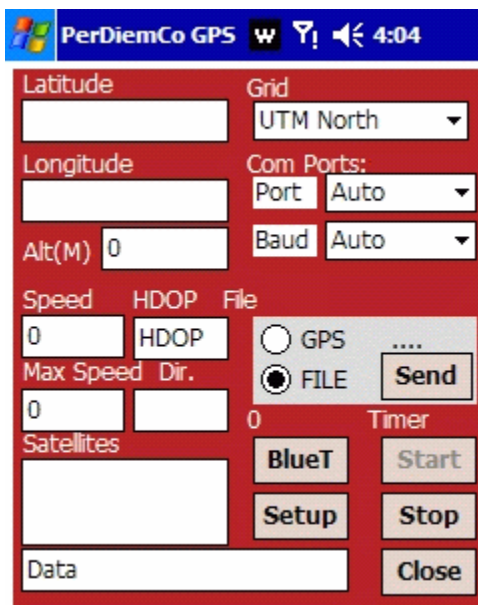 PerDiemCo GPS W 4:04
Latitude Grid
UTM North
Longitude Com Ports:
Port Auto
Alt(M) 0 Baud Auto
Speed HDOP File
0 HDOP GPS ....
Max Speed Dir. FILE Send
0
0 Timer
Satellites BlueT Start
Setup Stop
Data Close